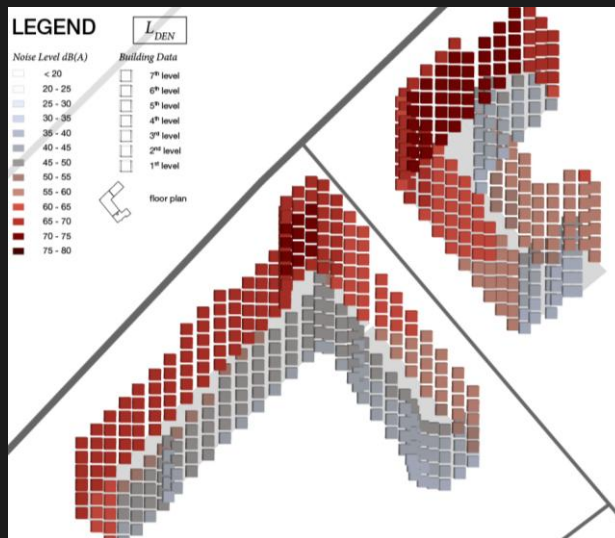 LEGEND
L DEN
Noise Level dB(A)
< 20
20 - 25
25 - 30
30 - 35
35 - 40
40 - 45
45 - 50
50 - 55
55 - 60
60 - 65
65 - 70
70 - 75
75 - 80
Building Data
7th level
6th level
5th level
4th level
3rd level
2nd level
1st level
floor plan